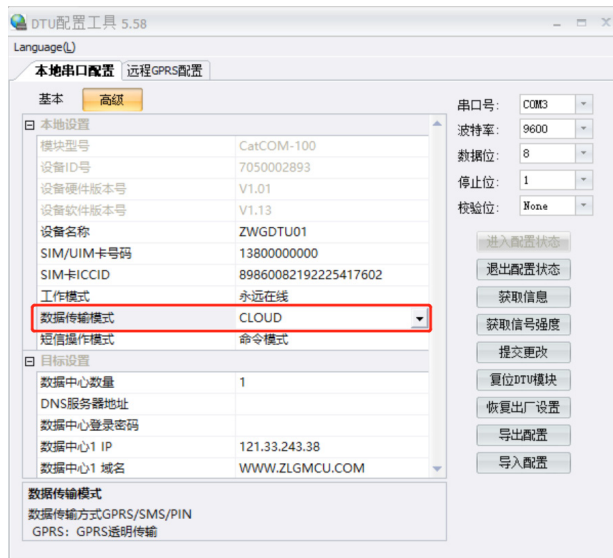 DTU配置工具 5.58
Language(L)
本地串口配置 远程GPRS配置
基本 高级
本地设置
模块型号 CatCOM-100
设备ID号 7050002893
设备硬件版本号 V1.01
设备软件版本号 V1.13
设备名称 ZWGDTU01
SIM/UIM卡号码 13800000000
SIM卡ICCID 89860082192225417602
工作模式 永远在线
数据传输模式 CLOUD
短信操作模式 命令模式
目标设置
数据中心数量 1
DNS服务器地址
数据中心登录密码
数据中心1 IP 121.33.243.38
数据中心1 域名 WWW.ZLGMCU.COM
数据传输模式
数据传输方式GPRS/SMS/PIN
GPRS：GPRS透明传输
串口号: COM3
波特率: 9600
数据位: 8
停止位: 1
校验位: None
进入配置状态
退出配置状态
获取信息
获取信号强度
提交更改
复位DTU模块
恢复出厂设置
导出配置
导入配置